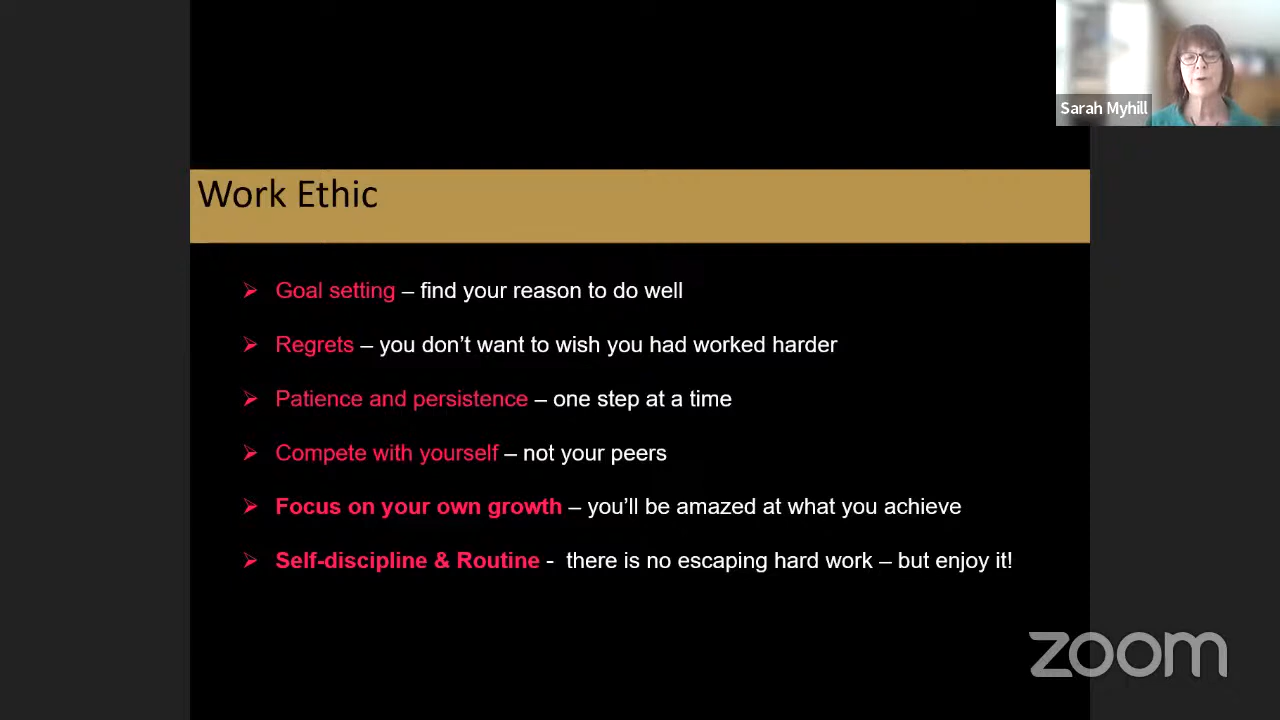 Sarah Myhill
Work Ethic
➢ Goal setting – find your reason to do well
➢ Regrets – you don’t want to wish you had worked harder
➢ Patience and persistence – one step at a time
➢ Compete with yourself – not your peers
➢ Focus on your own growth – you’ll be amazed at what you achieve
➢ Self-discipline & Routine -  there is no escaping hard work – but enjoy it!
zoom